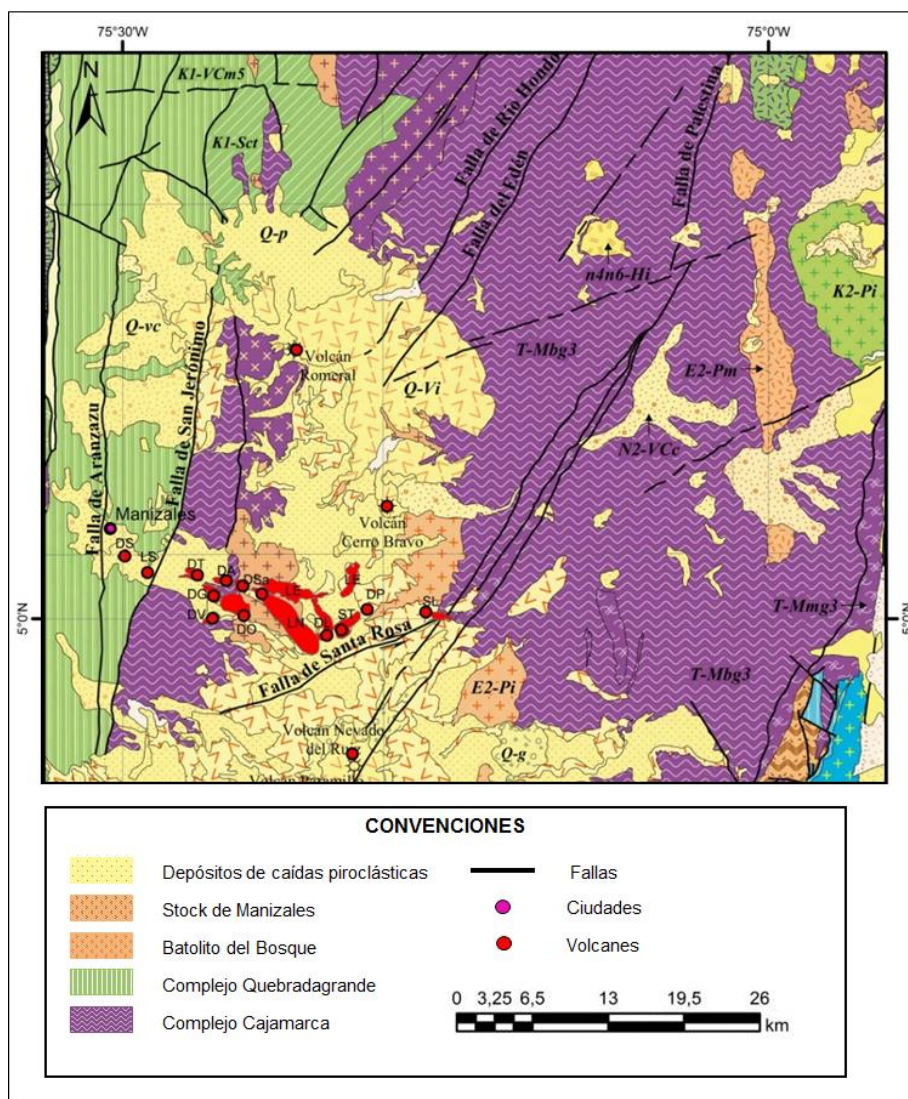 75°30'W
75°0'W
N
K1-VCm5
K1-Sct
Falla de Río Hondo
Falla del Edén
Falla de Palestina
Q-p
n4n6-Hi
K2-Pi
Q-vc
Falla de San Jerónimo
Volcán
Romeral
T-Mbg3
E2-Pm
Q-Vi
Falla de Aranzazu
N2-VCc
Manizales
Volcán
Cerro Bravo
DS
LS
DT
DA
DSa
LE
LE
DG
DP
SL
T-Mmg3
5°0'N
5°0'N
DV
DO
LN
DL
ST
Falla de Santa Rosa
E2-Pi
T-Mbg3
Volcán Nevado
del Ruiz
Q-g
CONVENCIONES
Depósitos de caídas piroclásticas
Fallas
Stock de Manizales
Ciudades
Batolito del Bosque
Volcanes
Complejo Quebradagrande
Complejo Cajamarca
0 3,25 6,5 13 19,5 26
km